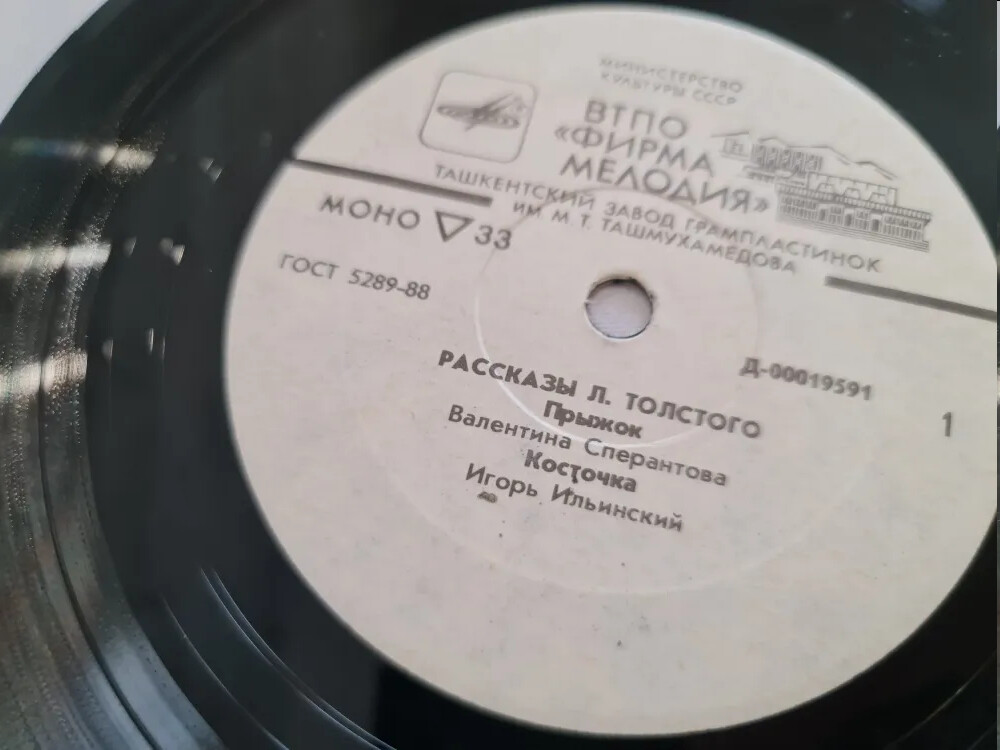 МИНИСТЕРСТВО
КУЛЬТУРЫ СССР
ВТПО
«ФИРМА
МЕЛОДИЯ»
ТАШКЕНТСКИЙ ЗАВОД ГРАМПЛАСТИНОК
ИМ. М. Т. ТАШМУХАМЕДОВА
МОНО 33
ГОСТ 5289-88
Д-00019591
1
РАССКАЗЫ Л. ТОЛСТОГО
Прыжок
Валентина Сперантова
Косточка
Игорь Ильинский